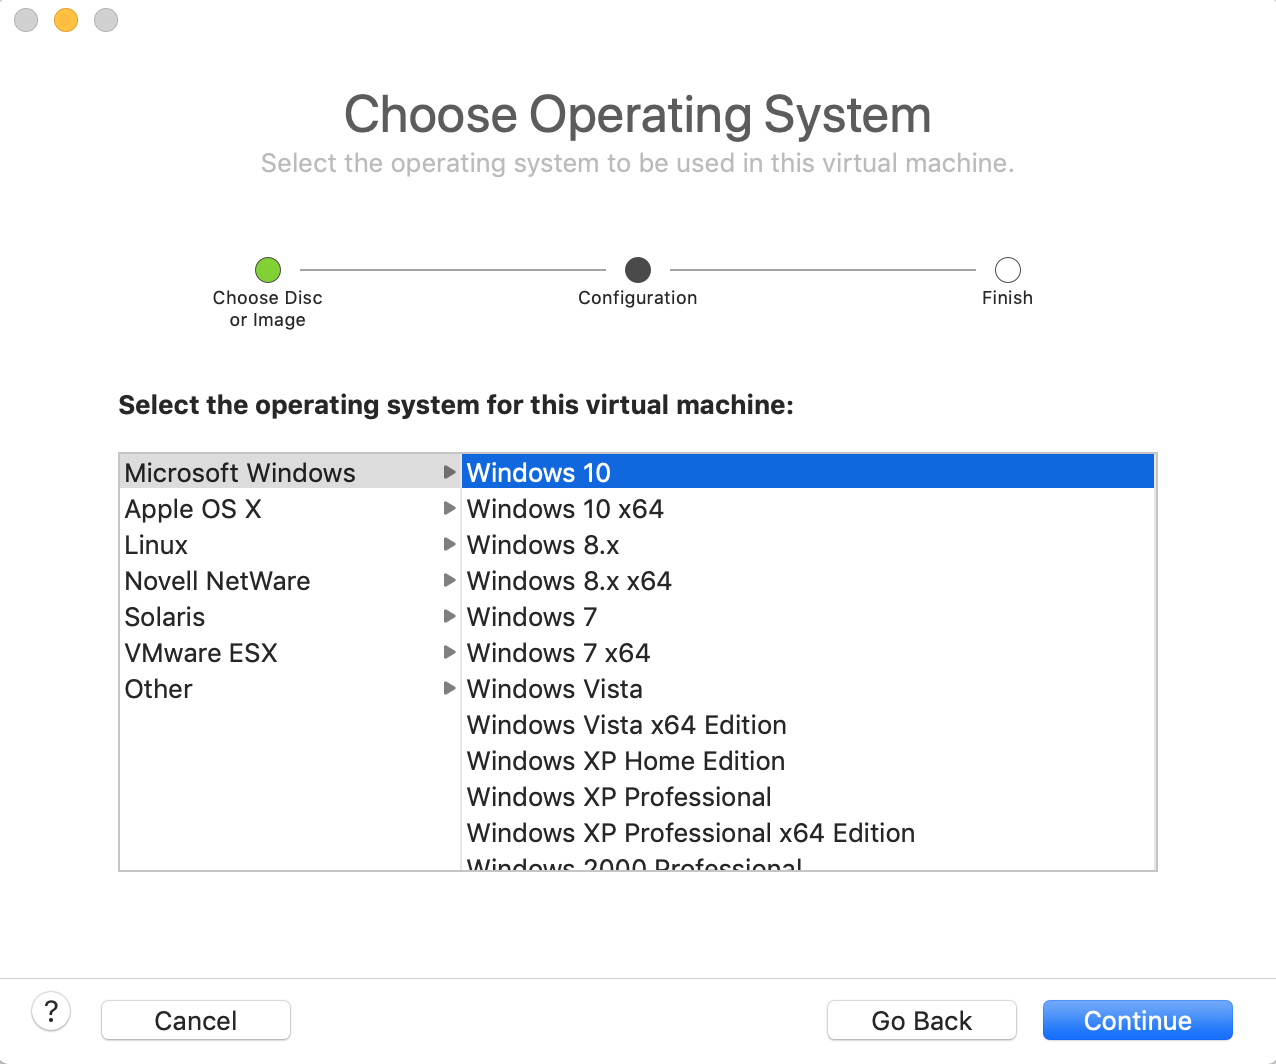 Choose Operating System
Select the operating system to be used in this virtual machine.
Choose Disc
or Image
Configuration
Finish
Select the operating system for this virtual machine:
Microsoft Windows
Apple OS X
Linux
Novell NetWare
Solaris
VMware ESX
Other
Windows 10
Windows 10 x64
Windows 8.x
Windows 8.x x64
Windows 7
Windows 7 x64
Windows Vista
Windows Vista x64 Edition
Windows XP Home Edition
Windows XP Professional
Windows XP Professional x64 Edition
Windows 2000 Professional
?
Cancel
Go Back
Continue